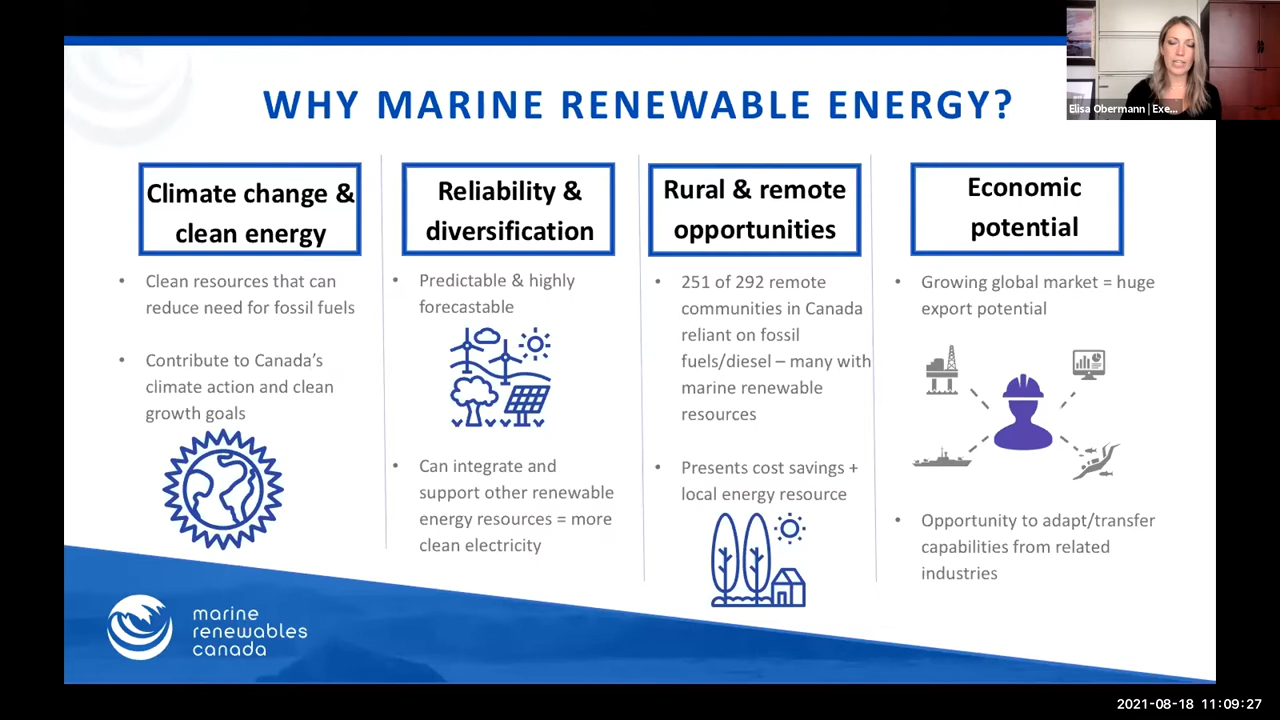 WHY MARINE RENEWABLE ENERGY?
Elisa Obermann | Exe...
Climate change &
clean energy
• Clean resources that can
reduce need for fossil fuels
• Contribute to Canada’s
climate action and clean
growth goals
Reliability &
diversification
• Predictable & highly
forecastable
• Can integrate and
support other renewable
energy resources = more
clean electricity
Rural & remote
opportunities
• 251 of 292 remote
communities in Canada
reliant on fossil
fuels/diesel – many with
marine renewable
resources
• Presents cost savings +
local energy resource
Economic
potential
• Growing global market = huge
export potential
• Opportunity to adapt/transfer
capabilities from related
industries
marine
renewables
canada
2021-08-18 11:09:27